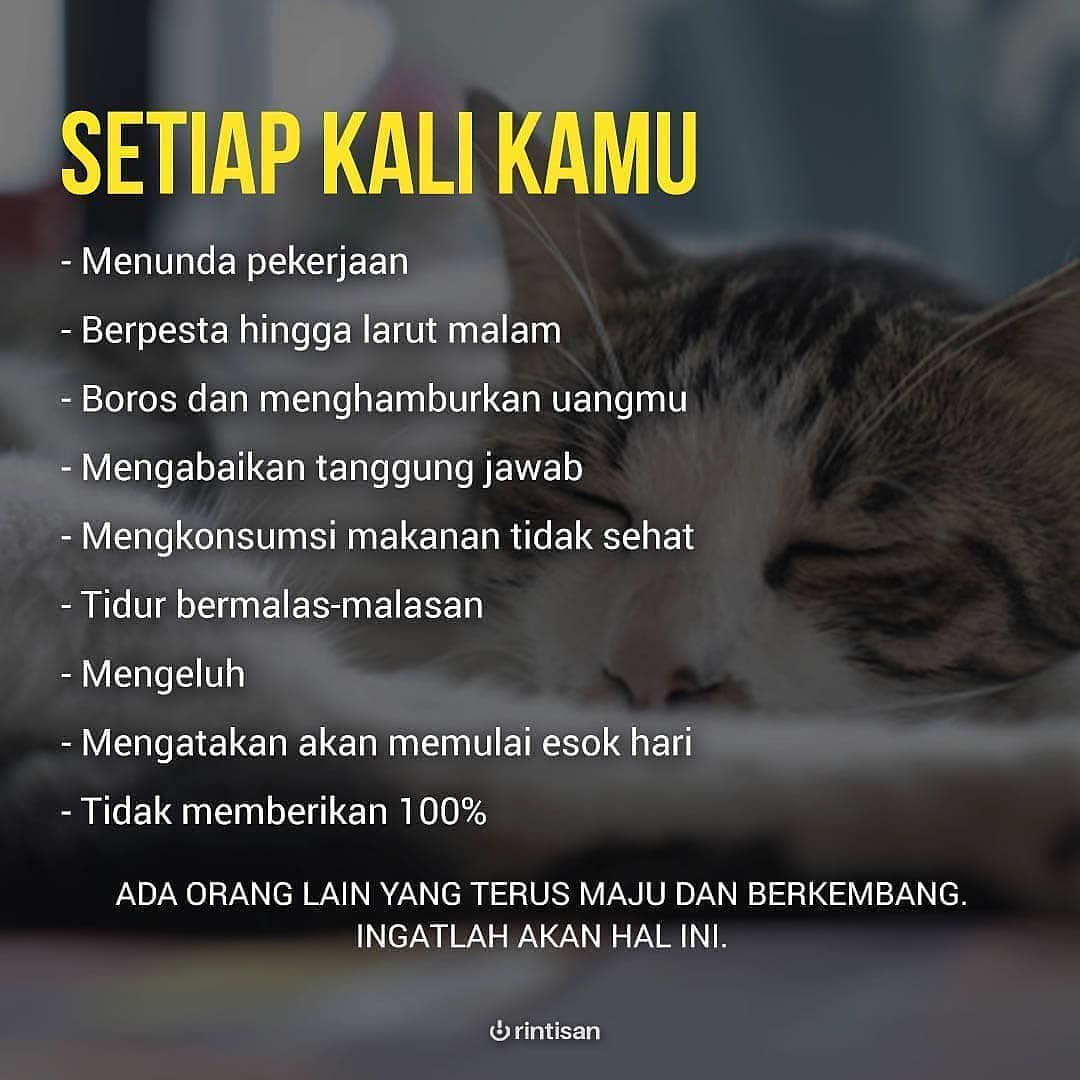 SETIAP KALI KAMU
- Menunda pekerjaan
- Berpesta hingga larut malam
- Boros dan menghamburkan uangmu
- Mengabaikan tanggung jawab
- Mengkonsumsi makanan tidak sehat
- Tidur bermalas-malasan
- Mengeluh
- Mengatakan akan memulai esok hari
- Tidak memberikan 100%
ADA ORANG LAIN YANG TERUS MAJU DAN BERKEMBANG.
INGATLAH AKAN HAL INI.
rintisan